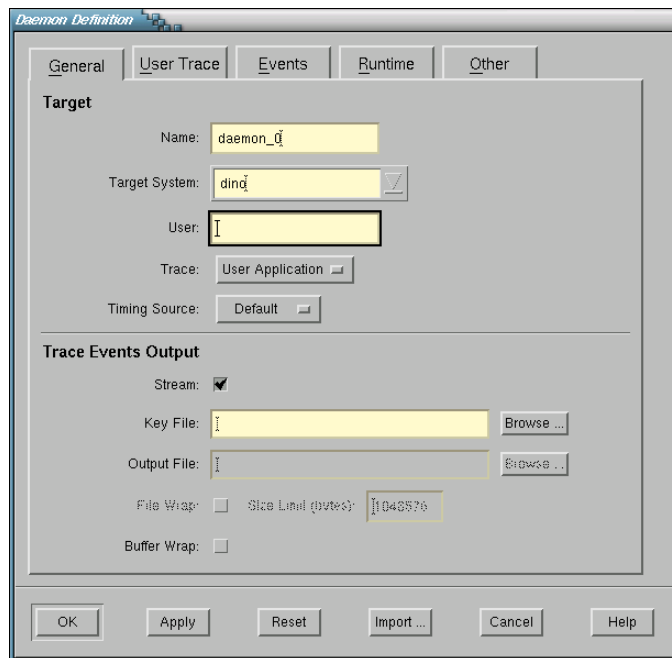 Daemon Definition
General User Trace Events Runtime Other
Target
Name: daemon_0
Target System: dino
User:
Trace: User Application
Timing Source: Default
Trace Events Output
Stream:
Key File: Browse ...
Output File: Browse ...
File Wrap: Size Limit (bytes): 1048576
Buffer Wrap:
OK Apply Reset Import ... Cancel Help